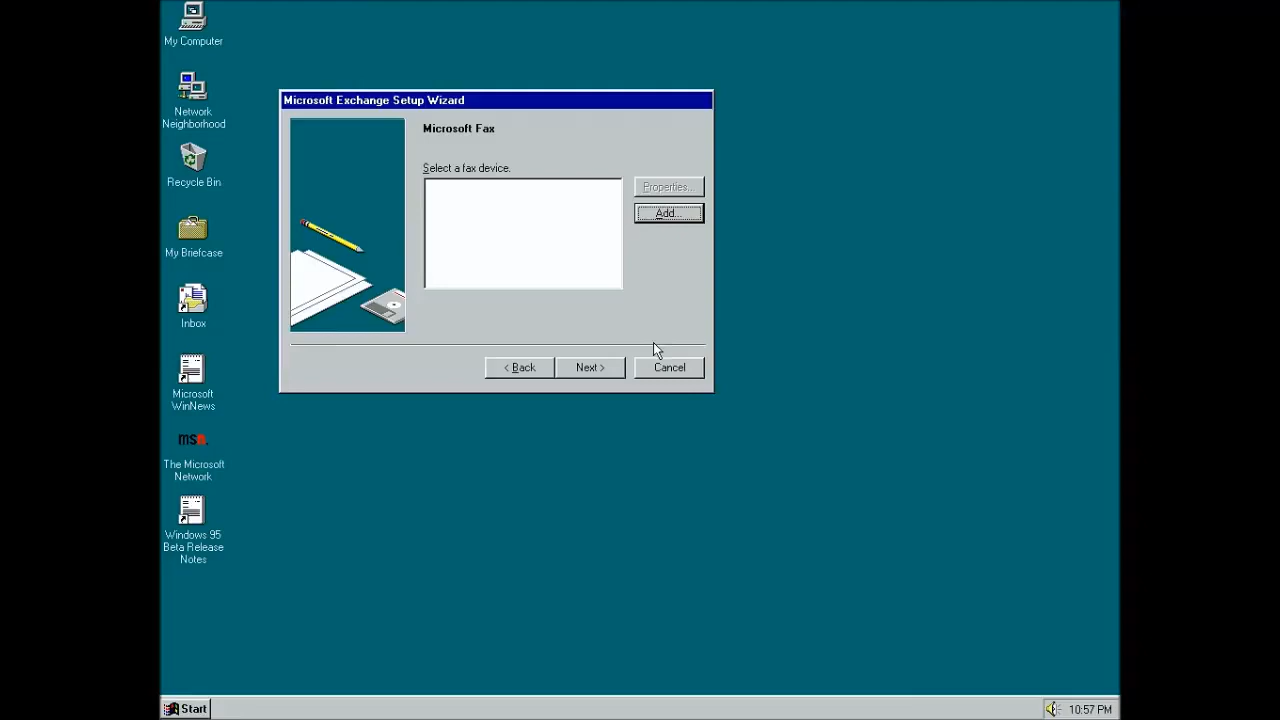 My Computer
Network
Neighborhood
Recycle Bin
My Briefcase
Inbox
Microsoft
WinNews
msn.
The Microsoft
Network
Windows 95
Beta Release
Notes
Microsoft Exchange Setup Wizard
Microsoft Fax
Select a fax device.
Properties...
Add...
< Back
Next >
Cancel
Start
10:57 PM